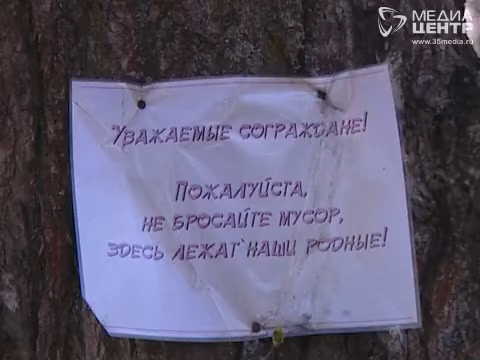 МЕДИА
ЦЕНТР
www.35media.ru
Уважаемые сограждане!
Пожалуйста,
не бросайте мусор,
здесь лежат наши родные!